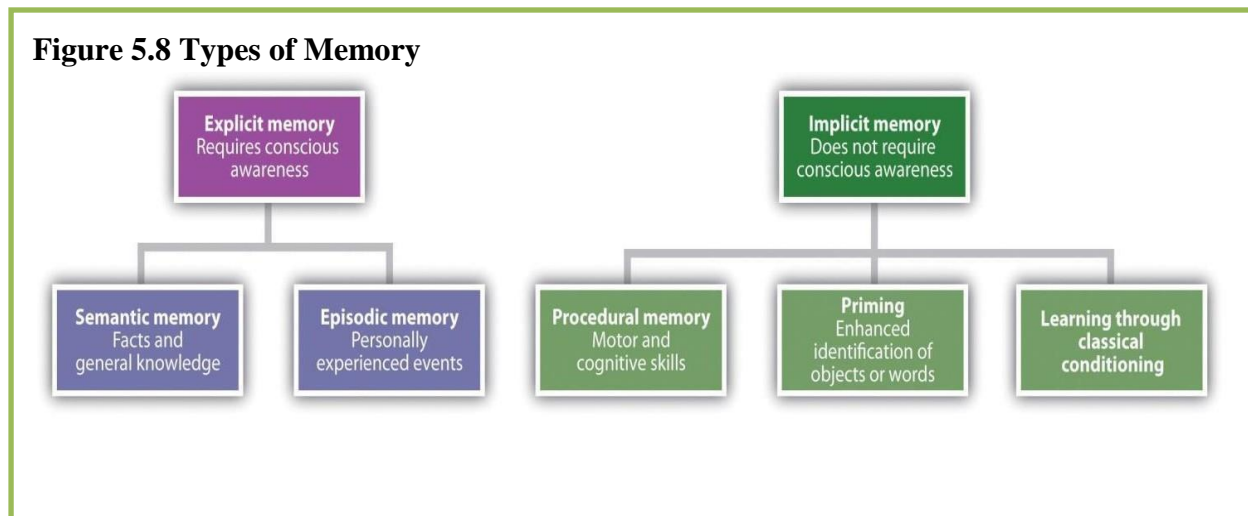 Figure 5.8 Types of Memory
Explicit memory
Requires conscious
awareness
Implicit memory
Does not require
conscious awareness
Semantic memory
Facts and
general knowledge
Episodic memory
Personally
experienced events
Procedural memory
Motor and
cognitive skills
Priming
Enhanced
identification of
objects or words
Learning through
classical
conditioning